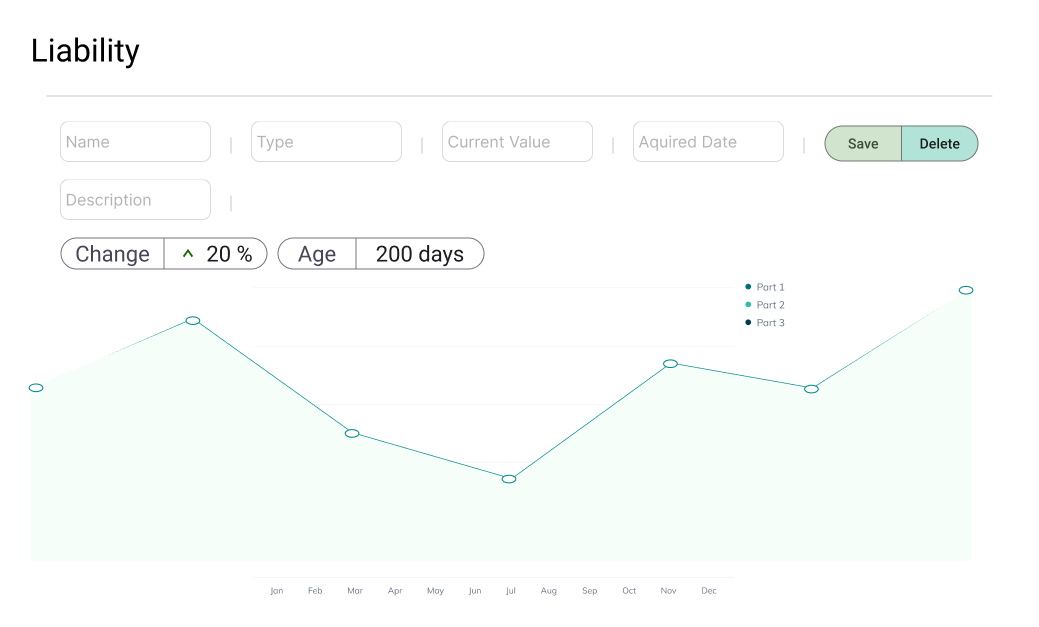 Liability
Name | Type | Current Value | Aquired Date | Save Delete
Description |
Change 20 % Age 200 days
Part 1
Part 2
Part 3
Jan Feb Mar Apr May Jun Jul Aug Sep Oct Nov Dec